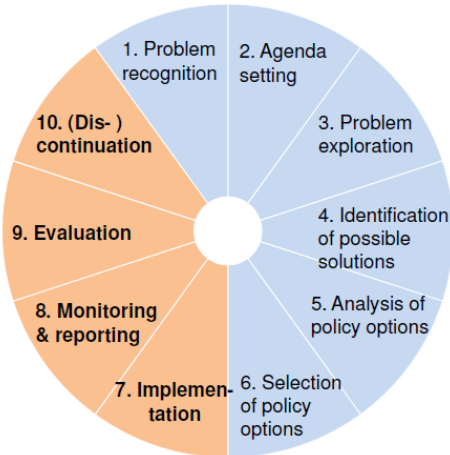 1. Problem
recognition
2. Agenda
setting
3. Problem
exploration
4. Identification
of possible
solutions
5. Analysis of
policy options
6. Selection
of policy
options
7. Implemen-
tation
8. Monitoring
& reporting
9. Evaluation
10. (Dis- )
continuation